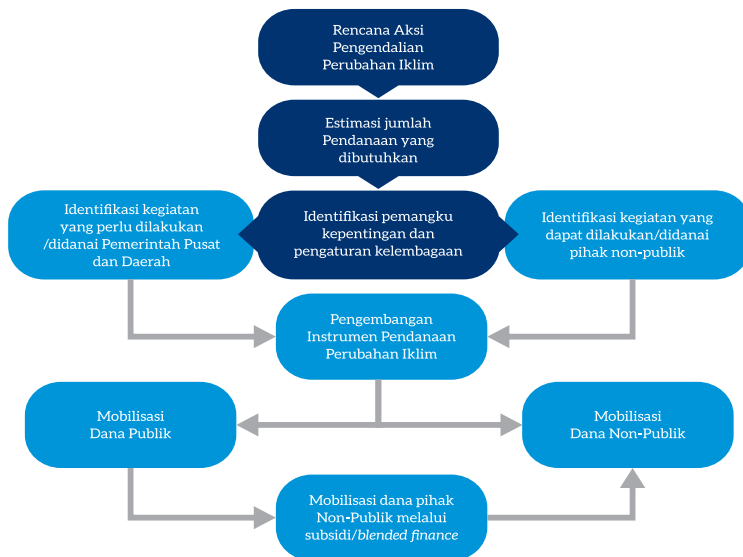 Rencana Aksi
Pengendalian
Perubahan Iklim
Estimasi jumlah
Pendanaan yang
dibutuhkan
Identifikasi kegiatan
yang perlu dilakukan
/didanai Pemerintah Pusat
dan Daerah
Identifikasi pemangku
kepentingan dan
pengaturan kelembagaan
Identifikasi kegiatan yang
dapat dilakukan/didanai
pihak non-publik
Pengembangan
Instrumen Pendanaan
Perubahan Iklim
Mobilisasi
Dana Publik
Mobilisasi
Dana Non-Publik
Mobilisasi dana pihak
Non-Publik melalui
subsidi/blended finance